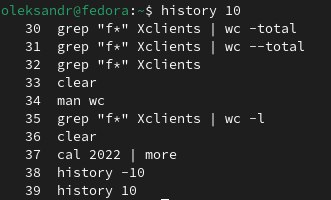 oleksandr@fedora:~$ history 10
30 grep "f*" Xclients | wc -total
31 grep "f*" Xclients | wc --total
32 grep "f*" Xclients
33 clear
34 man wc
35 grep "f*" Xclients | wc -l
36 clear
37 cal 2022 | more
38 history -10
39 history 10